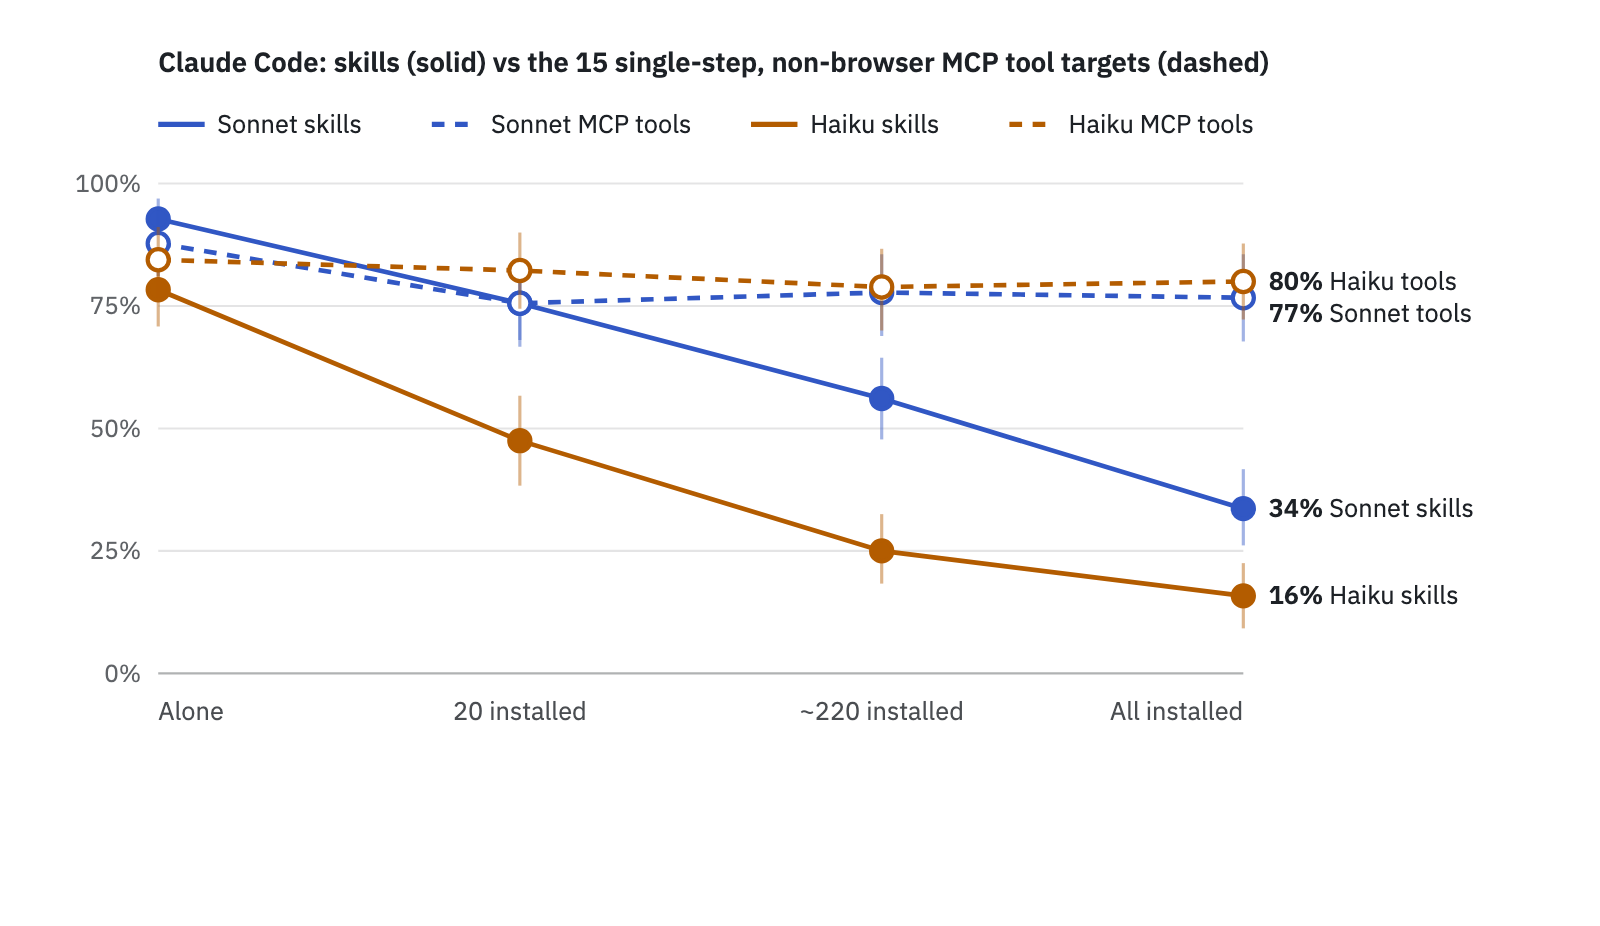 Claude Code: skills (solid) vs the 15 single-step, non-browser MCP tool targets (dashed)
Sonnet skills Sonnet MCP tools Haiku skills Haiku MCP tools
100%
75%
50%
25%
0%
80% Haiku tools
77% Sonnet tools
34% Sonnet skills
16% Haiku skills
Alone 20 installed ~220 installed All installed